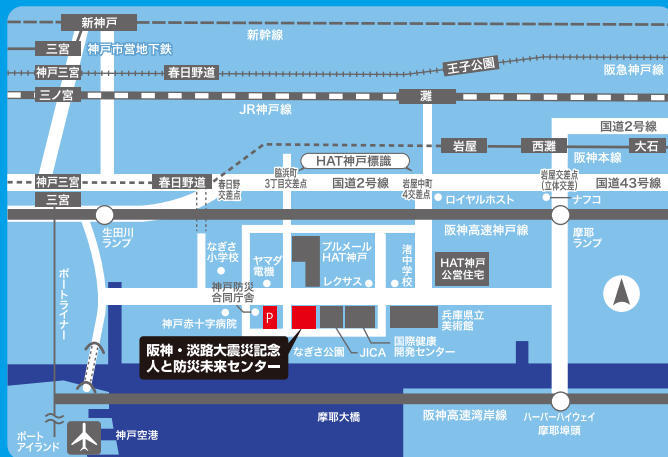 新神戸
新幹線
三宮
神戸市営地下鉄
神戸三宮
春日野道
王子公園
阪急神戸線
三ノ宮
灘
JR神戸線
国道2号線
岩屋
西灘
大石
阪神本線
HAT神戸標識
神戸三宮
春日野道
春日野
交差点
脇浜町
3丁目交差点
国道2号線
岩屋中町
4交差点
岩屋交差点
(立体交差)
国道43号線
三宮
ロイヤルホスト
ナフコ
生田川
ランプ
阪神高速神戸線
摩耶
ランプ
ポートライナー
なぎさ
小学校
ヤマダ
電機
ブルメール
HAT神戸
レクサス
渚中学校
HAT神戸
公営住宅
神戸防災
合同庁舎
神戸赤十字病院
P
阪神・淡路大震災記念
人と防災未来センター
なぎさ公園
JICA
国際健康
開発センター
兵庫県立
美術館
ポート
アイランド
神戸空港
摩耶大橋
阪神高速湾岸線
ハーバーハイウェイ
摩耶埠頭